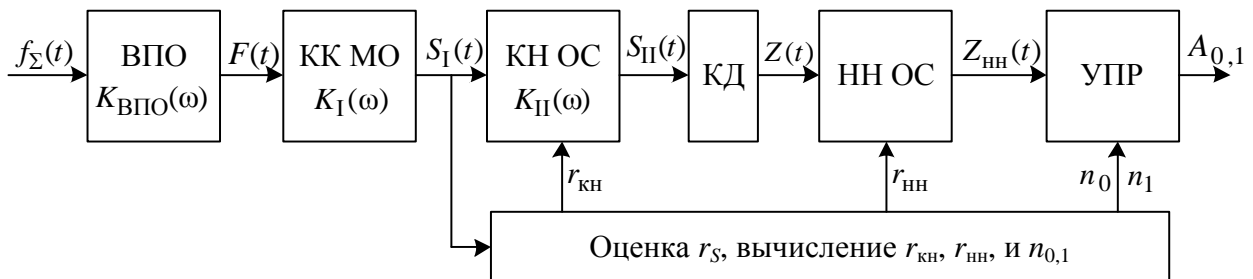 f_Σ(t)
ВПО
K_ВПО(ω)
F(t)
КК МО
K_I(ω)
S_I(t)
КН ОС
K_II(ω)
S_II(t)
КД
Z(t)
НН ОС
Z_нн(t)
УПР
A_0,1
r_кн
r_нн
n_0 n_1
Оценка r_S, вычисление r_кн, r_нн, и n_0,1